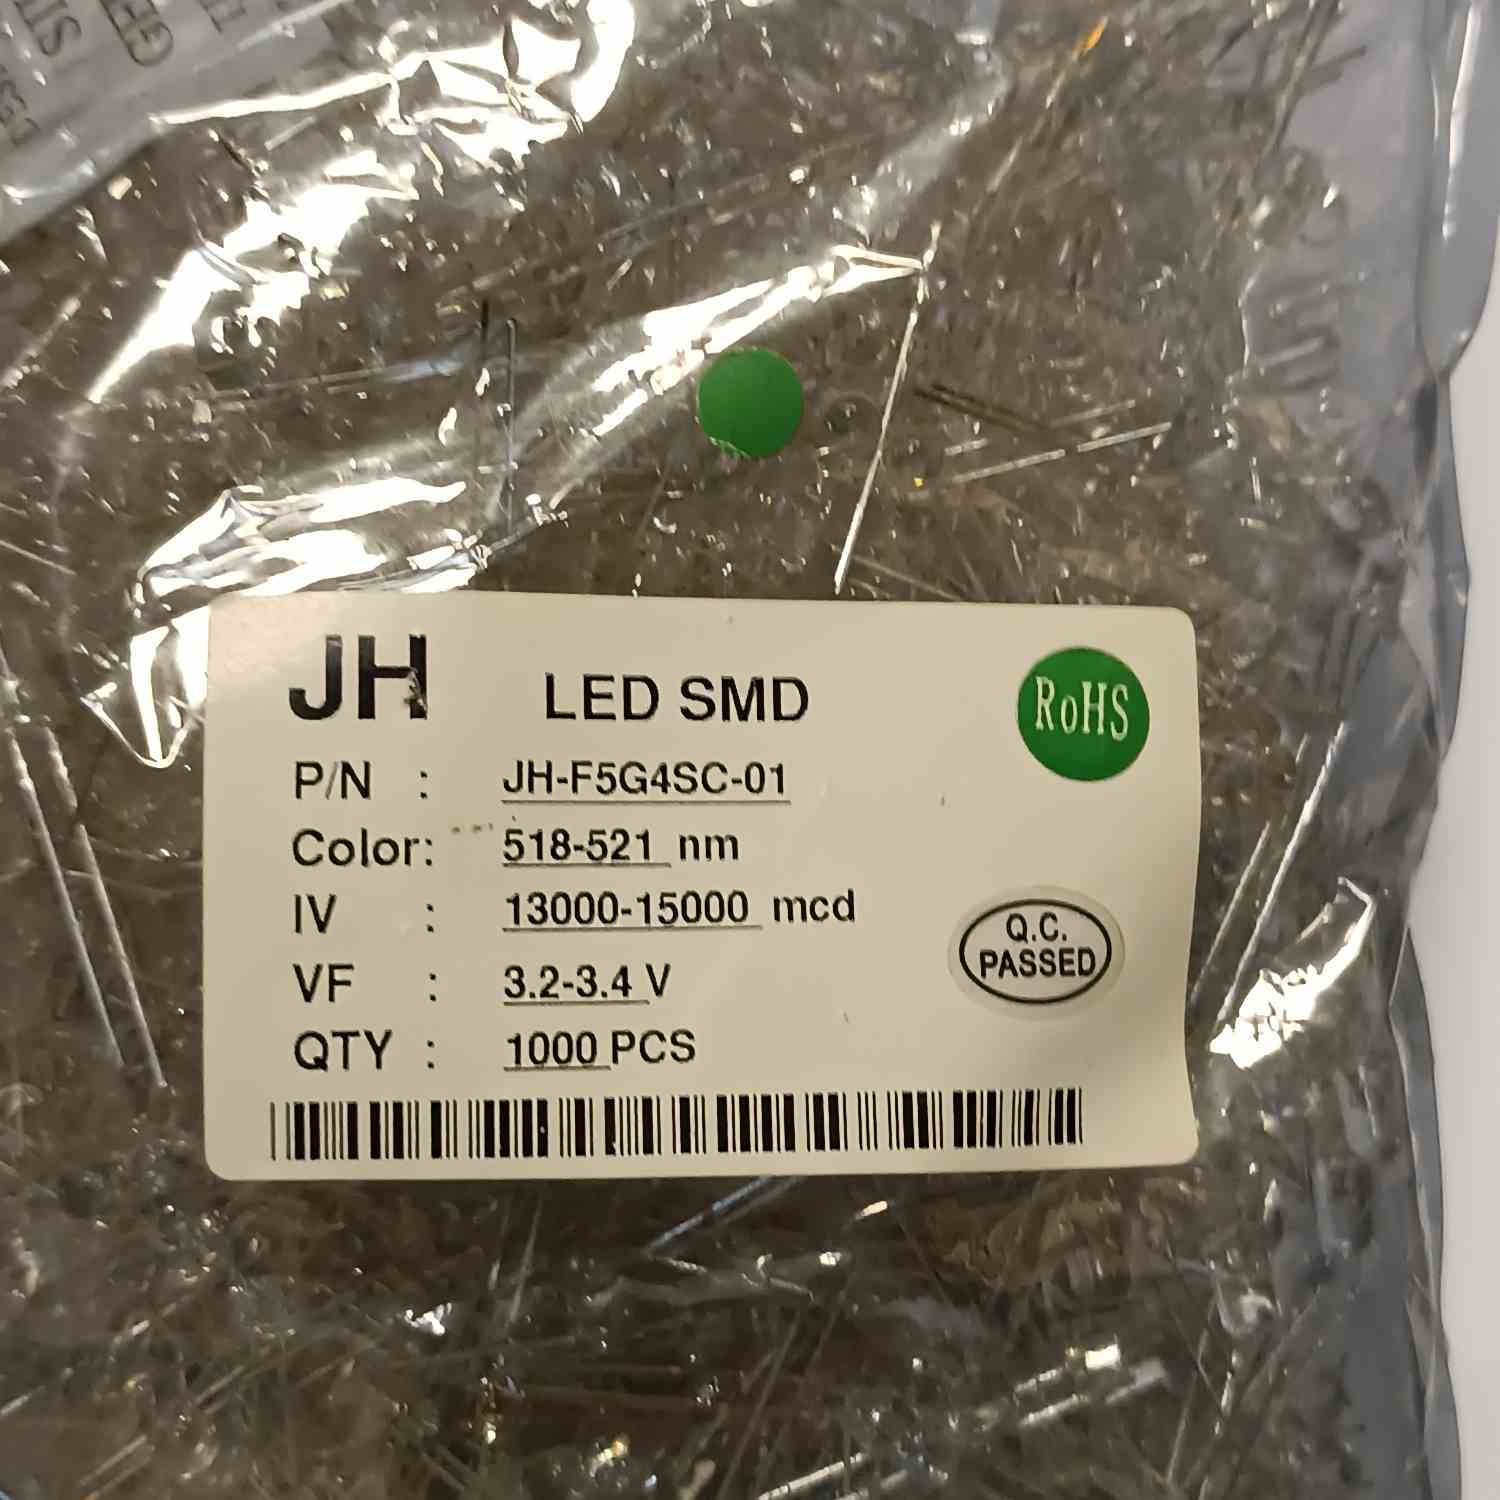 JH LED SMD
RoHS
P/N : JH-F5G4SC-01
Color: 518-521 nm
IV : 13000-15000 mcd
VF : 3.2-3.4 V
QTY : 1000 PCS
Q.C.
PASSED